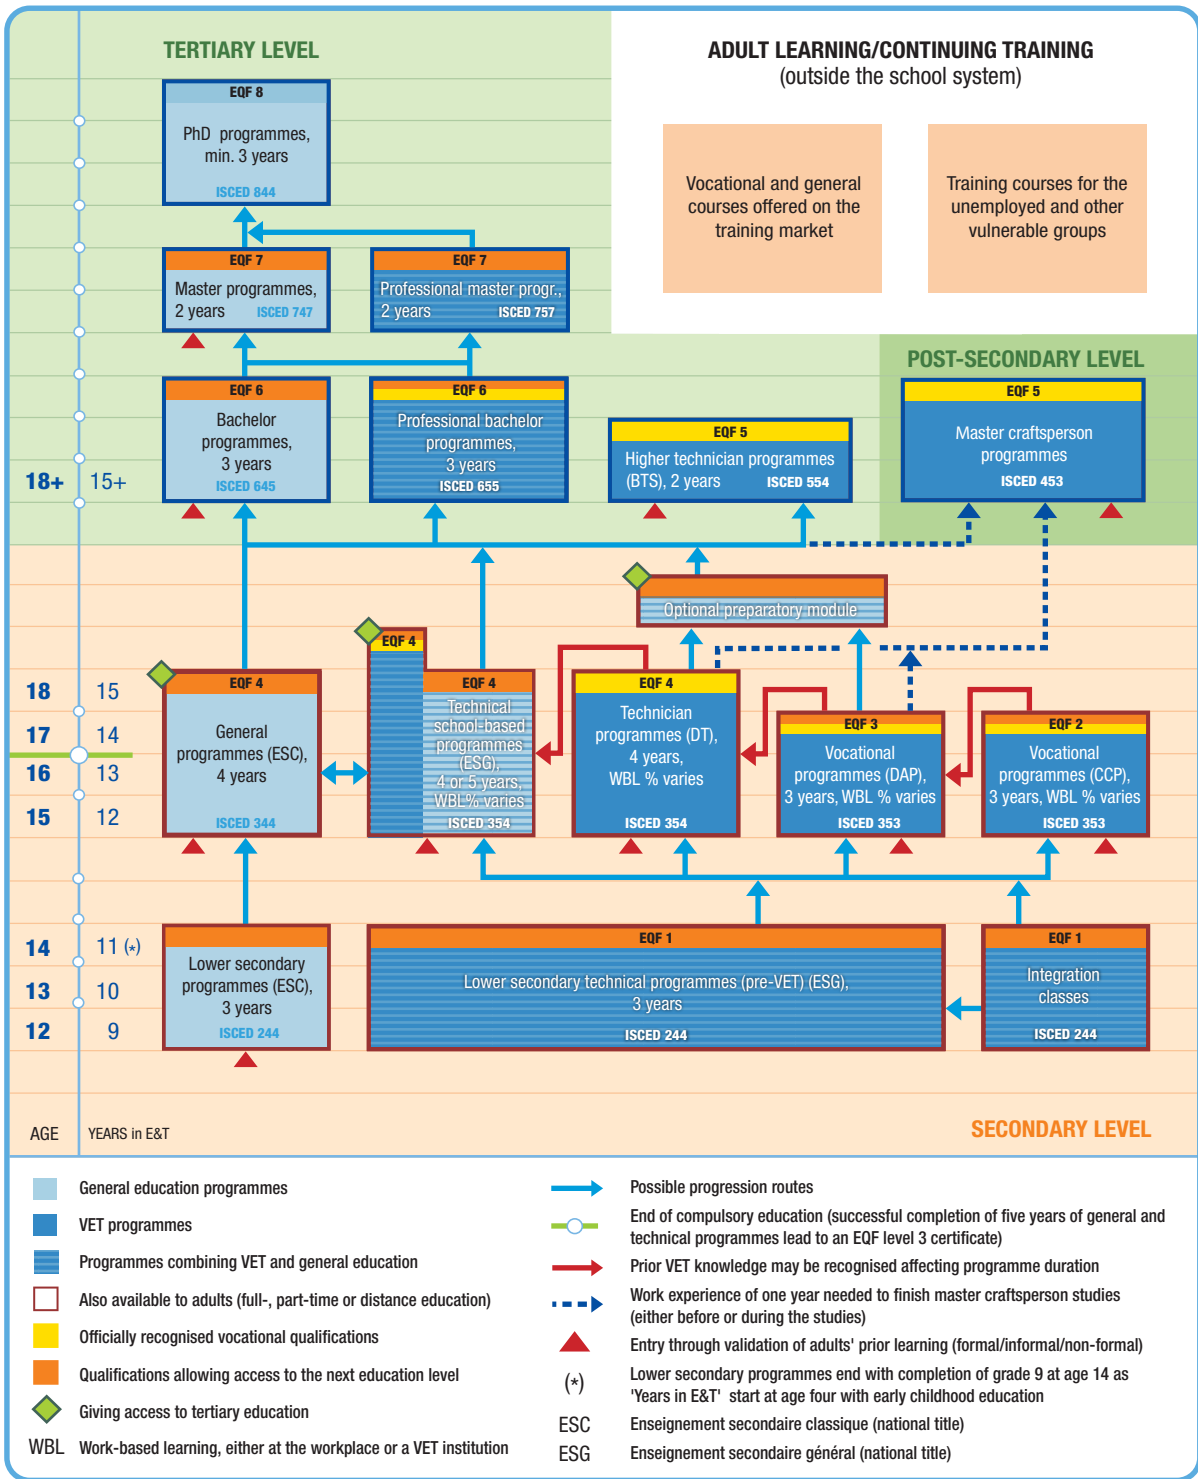 TERTIARY LEVEL
ADULT LEARNING/CONTINUING TRAINING
(outside the school system)
EQF 8
PhD programmes,
min. 3 years
ISCED 844
Vocational and general
courses offered on the
training market
Training courses for the
unemployed and other
vulnerable groups
EQF 7
Master programmes,
2 years ISCED 747
EQF 7
Professional master progr.,
2 years ISCED 757
POST-SECONDARY LEVEL
EQF 6
Bachelor
programmes,
3 years
ISCED 645
EQF 6
Professional bachelor
programmes,
3 years
ISCED 655
EQF 5
Higher technician programmes
(BTS), 2 years ISCED 554
EQF 5
Master craftsperson
programmes
ISCED 453
18+ 15+
Optional preparatory module
EQF 4
General
programmes (ESC),
4 years
ISCED 344
EQF 4
EQF 4
Technical
school-based
programmes
(ESG),
4 or 5 years,
WBL% varies
ISCED 354
EQF 4
Technician
programmes (DT),
4 years,
WBL % varies
ISCED 354
EQF 3
Vocational
programmes (DAP),
3 years, WBL % varies
ISCED 353
EQF 2
Vocational
programmes (CCP),
3 years, WBL % varies
ISCED 353
18 15
17 14
16 13
15 12
EQF 1
EQF 1
Lower secondary
programmes (ESC),
3 years
ISCED 244
Lower secondary technical programmes (pre-VET) (ESG),
3 years
ISCED 244
Integration
classes
ISCED 244
14 11 (*)
13 10
12 9
AGE YEARS in E&T
SECONDARY LEVEL
General education programmes
VET programmes
Programmes combining VET and general education
Also available to adults (full-, part-time or distance education)
Officially recognised vocational qualifications
Qualifications allowing access to the next education level
Giving access to tertiary education
WBL Work-based learning, either at the workplace or a VET institution
Possible progression routes
End of compulsory education (successful completion of five years of general and
technical programmes lead to an EQF level 3 certificate)
Prior VET knowledge may be recognised affecting programme duration
Work experience of one year needed to finish master craftsperson studies
(either before or during the studies)
Entry through validation of adults' prior learning (formal/informal/non-formal)
(*) Lower secondary programmes end with completion of grade 9 at age 14 as
'Years in E&T' start at age four with early childhood education
ESC Enseignement secondaire classique (national title)
ESG Enseignement secondaire général (national title)